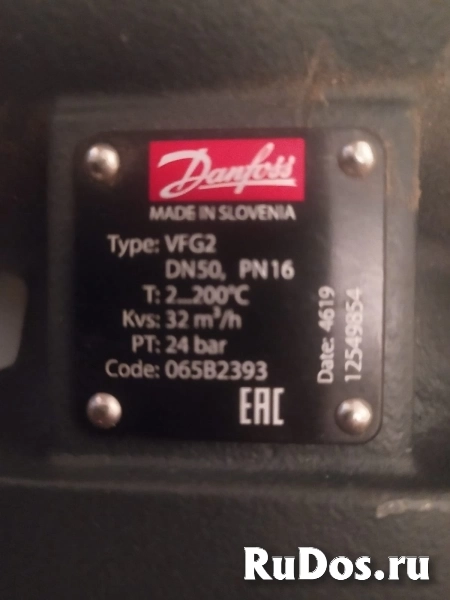 Danfoss
MADE IN SLOVENIA
Type: VFG2
DN50, PN16
T: 2...200°C
Kvs: 32 m³/h
PT: 24 bar
Code: 065B2393
EAC
Date: 4619
12549854
RuDos.ru